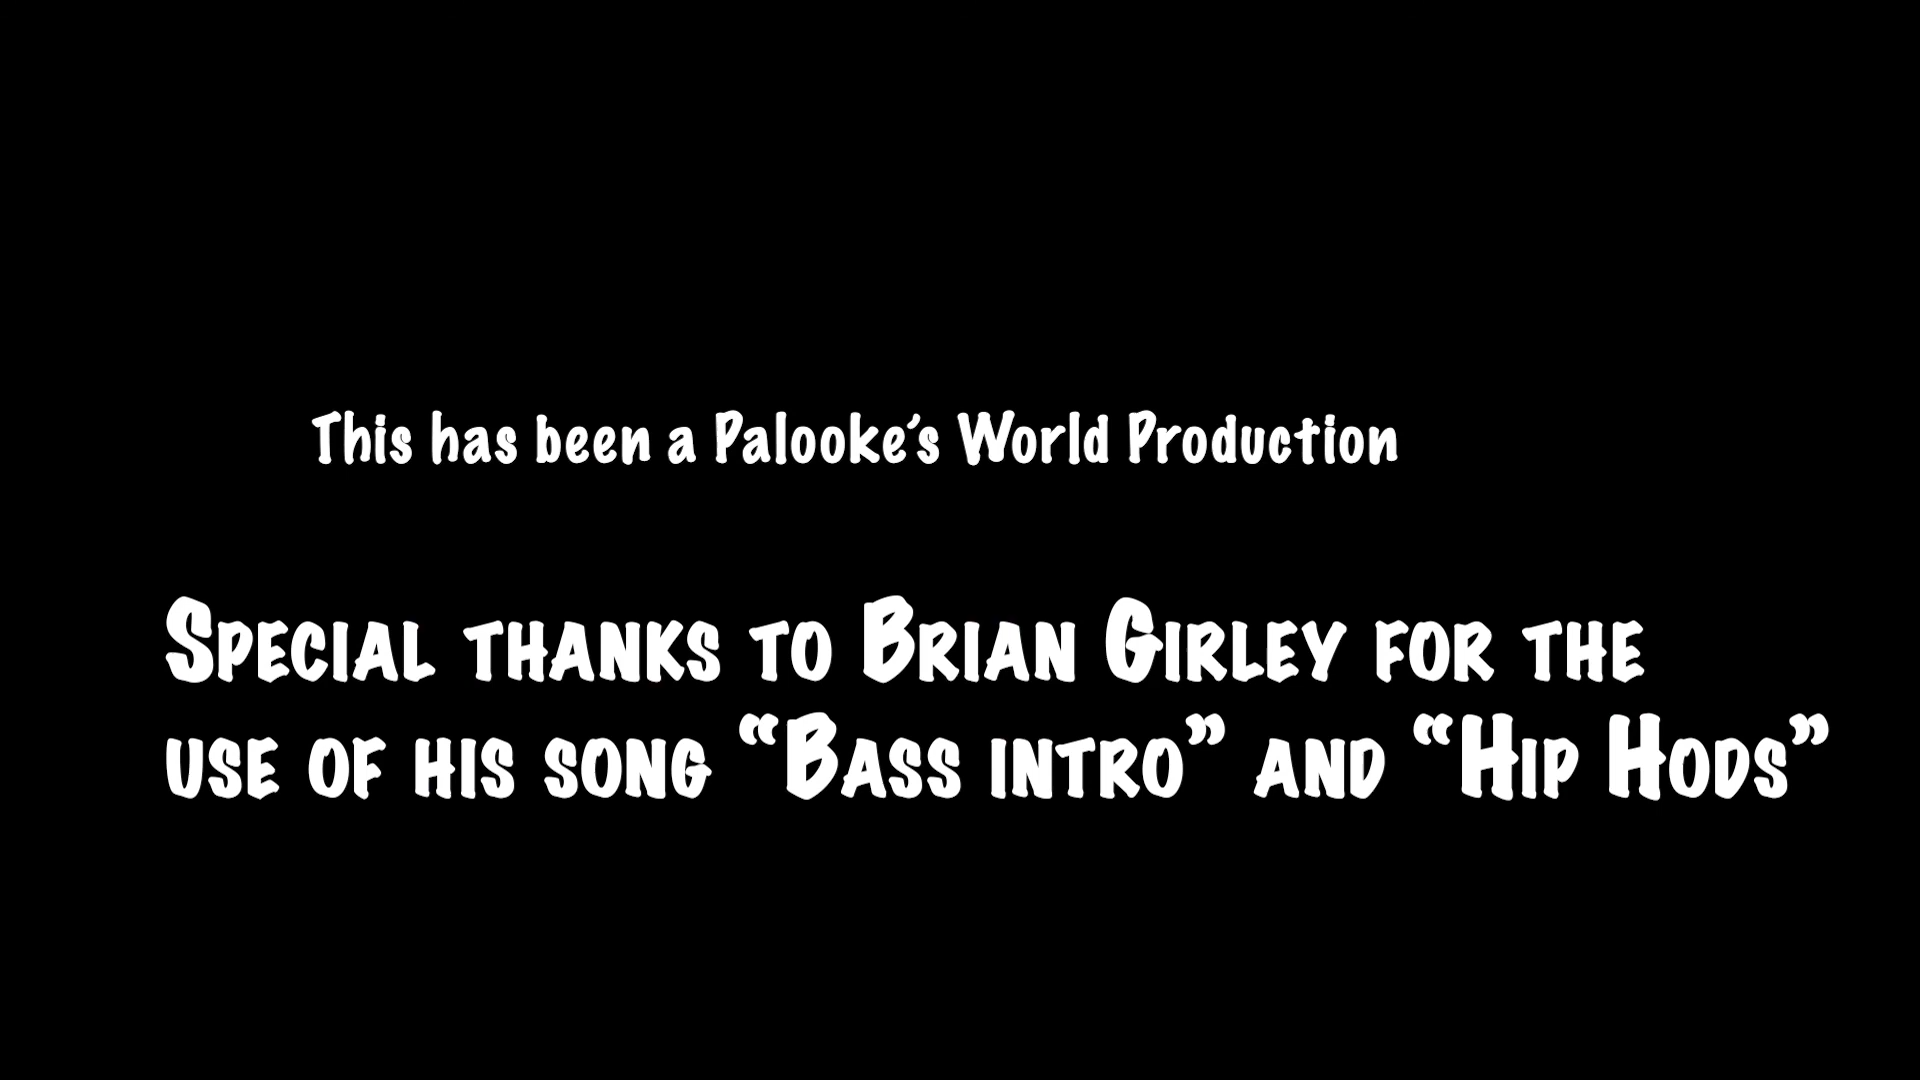 This has been a Palooke’s World Production
Special thanks to Brian Girley for the
use of his song “Bass intro” and “Hip Hods”